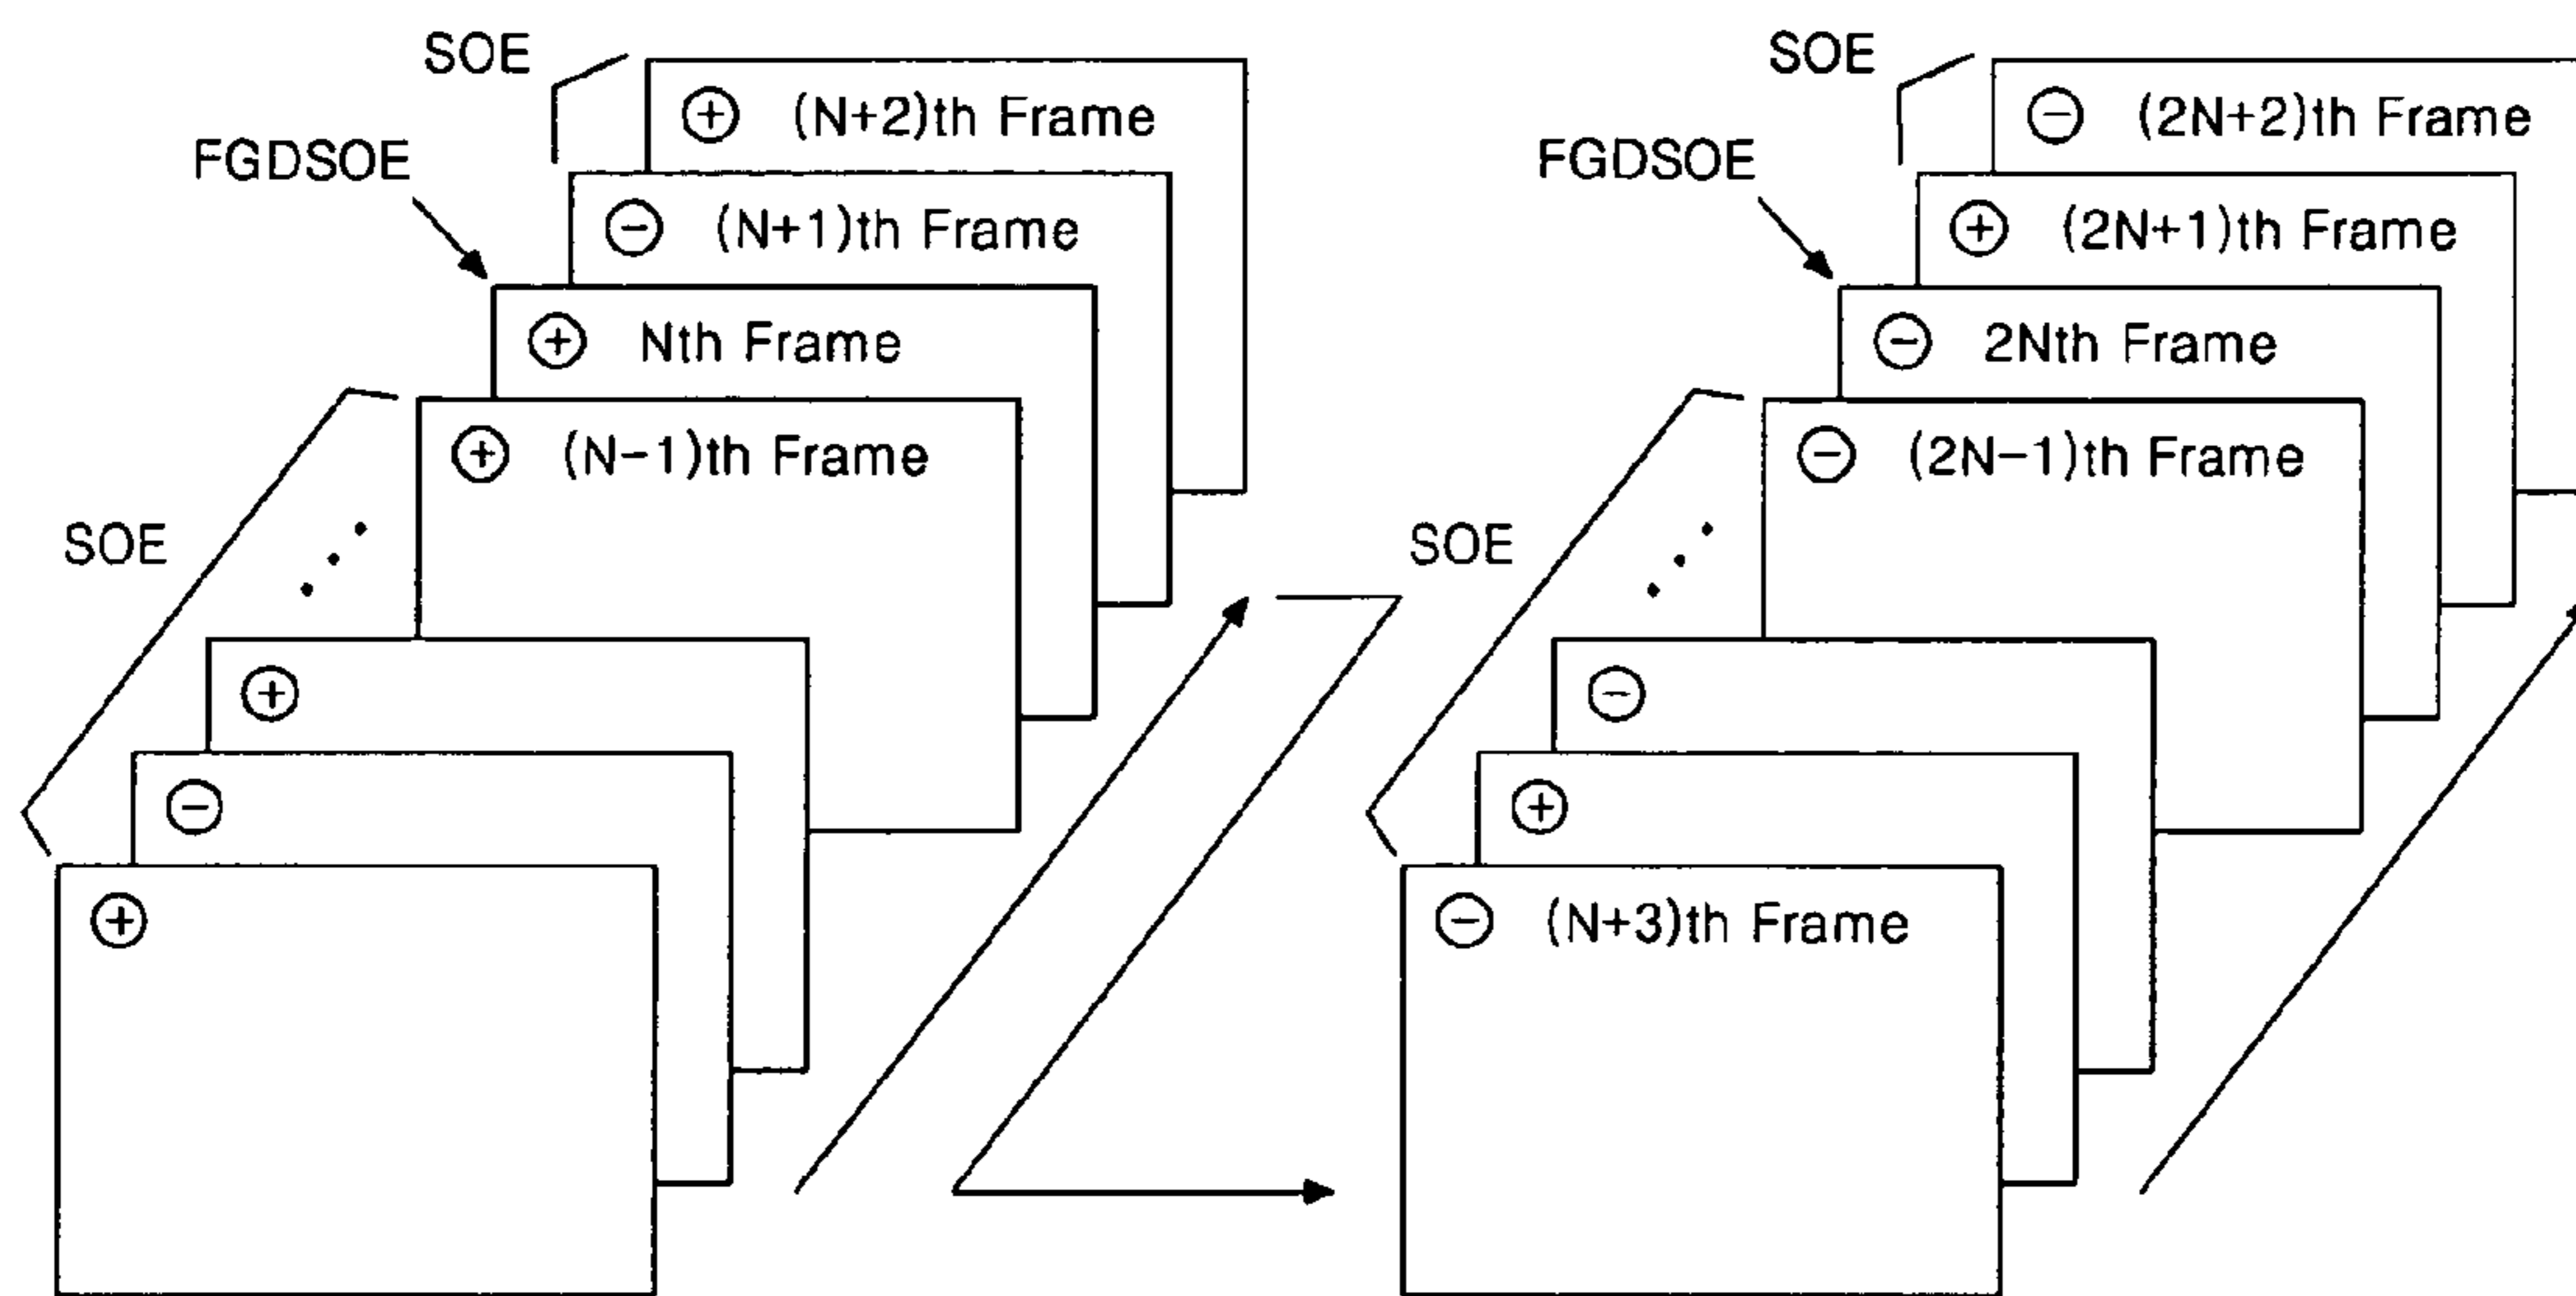 SOE
⊕ (N+2)th Frame
FGDSOE
⊖ (N+1)th Frame
⊕ Nth Frame
⊕ (N-1)th Frame
SOE
⊕
⊖
⊕
SOE
⊖ (2N+2)th Frame
FGDSOE
⊕ (2N+1)th Frame
⊖ 2Nth Frame
⊖ (2N-1)th Frame
SOE
⊖
⊕
⊖ (N+3)th Frame